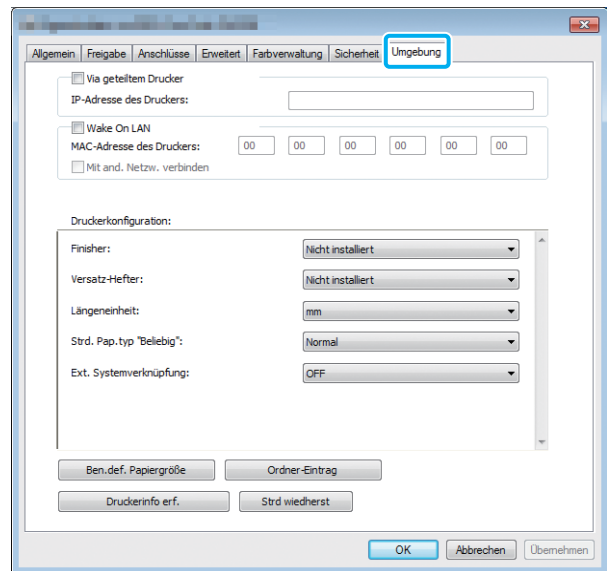 Allgemein Freigabe Anschlüsse Erweitert Farbverwaltung Sicherheit Umgebung
Via geteiltem Drucker
IP-Adresse des Druckers:
Wake On LAN
MAC-Adresse des Druckers: 00 00 00 00 00 00
Mit and. Netzw. verbinden
Druckerkonfiguration:
Finisher: Nicht installiert
Versatz-Hefter: Nicht installiert
Längeneinheit: mm
Strd. Pap.typ "Beliebig": Normal
Ext. Systemverknüpfung: OFF
Ben.def. Papiergröße Ordner-Eintrag
Druckerinfo erf. Strd wiedherst
OK Abbrechen Übernehmen